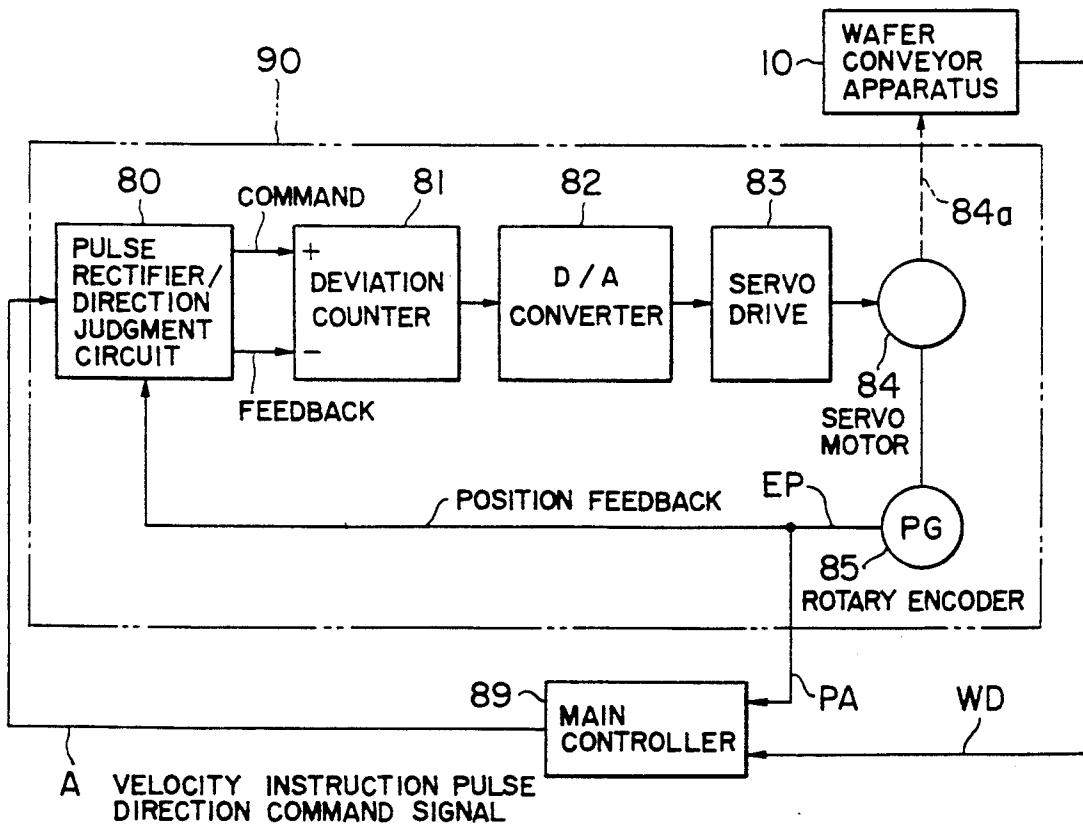 WAFER
CONVEYOR
APPARATUS
10
90
84a
80
COMMAND
81
82
83
PULSE
RECTIFIER/
DIRECTION
JUDGMENT
CIRCUIT
+
DEVIATION
COUNTER
−
D/A
CONVERTER
SERVO
DRIVE
FEEDBACK
84
SERVO
MOTOR
POSITION FEEDBACK
EP
PG
85
ROTARY ENCODER
89
MAIN
CONTROLLER
PA
WD
A VELOCITY INSTRUCTION PULSE
DIRECTION COMMAND SIGNAL